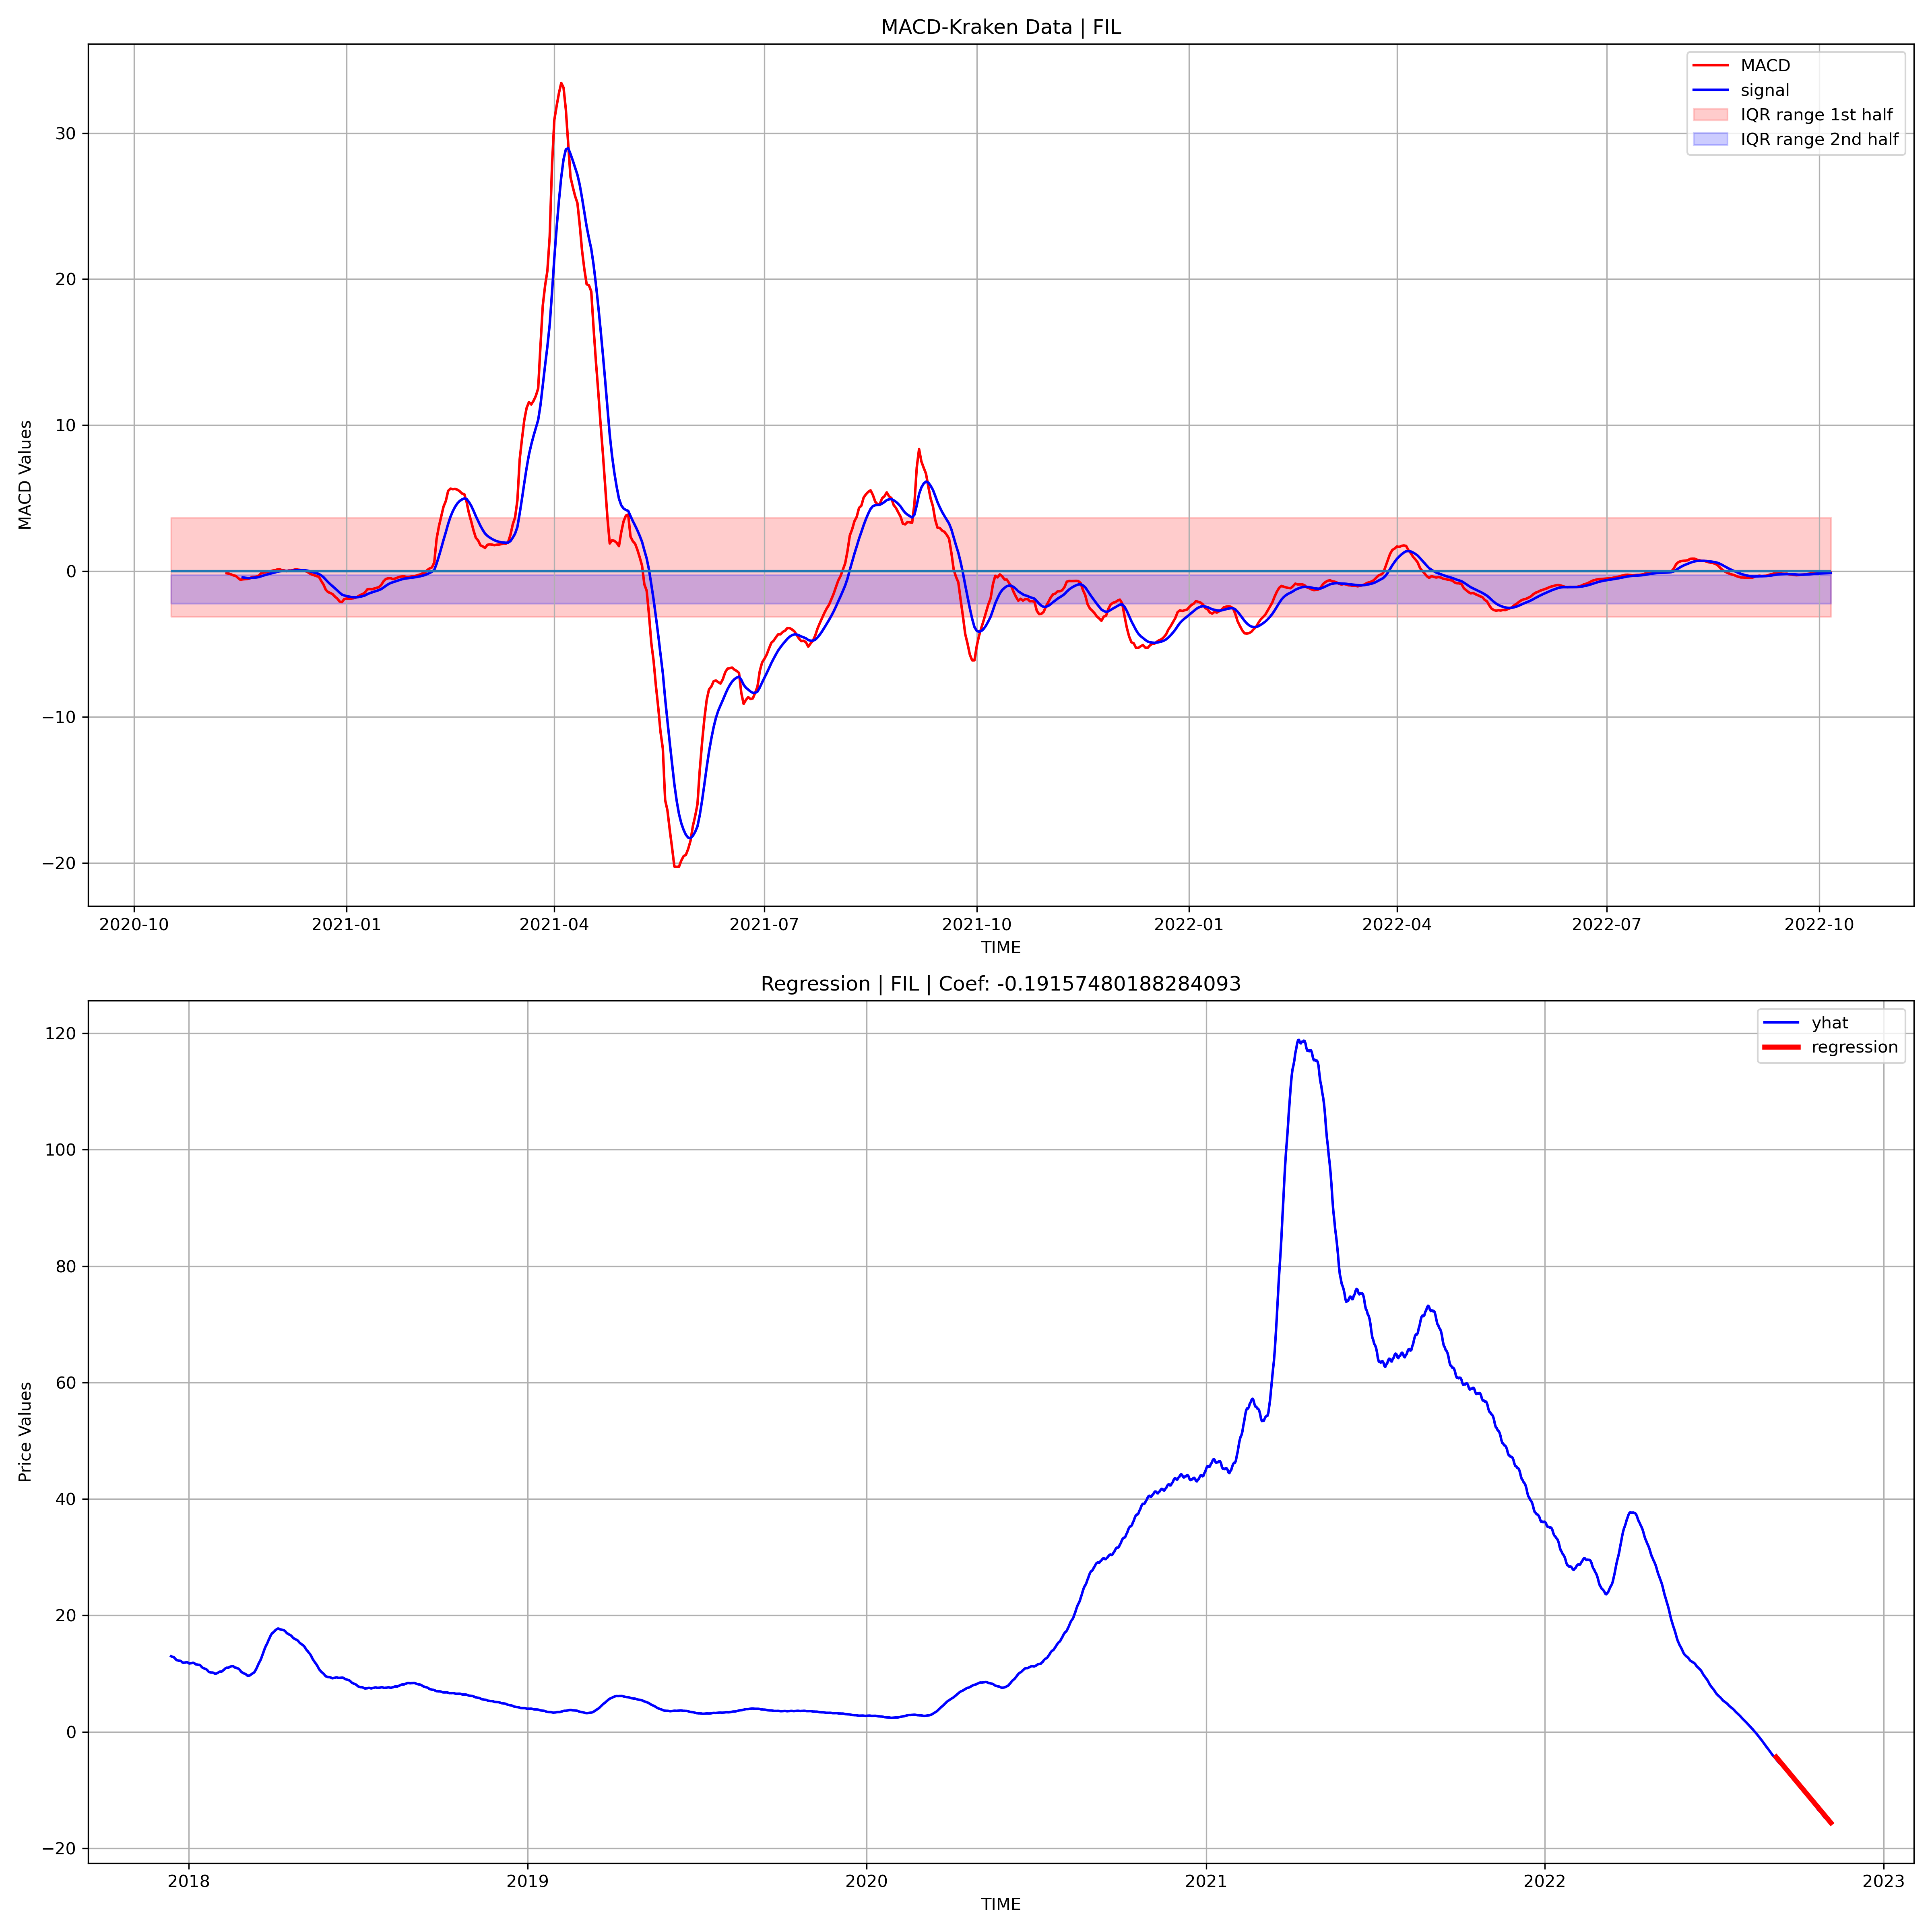 MACD-Kraken Data | FIL
MACD
signal
IQR range 1st half
IQR range 2nd half
MACD Values
30
20
10
0
−10
−20
2020-10 2021-01 2021-04 2021-07 2021-10 2022-01 2022-04 2022-07 2022-10
TIME
Regression | FIL | Coef: -0.19157480188284093
yhat
regression
Price Values
120
100
80
60
40
20
0
−20
2018 2019 2020 2021 2022 2023
TIME